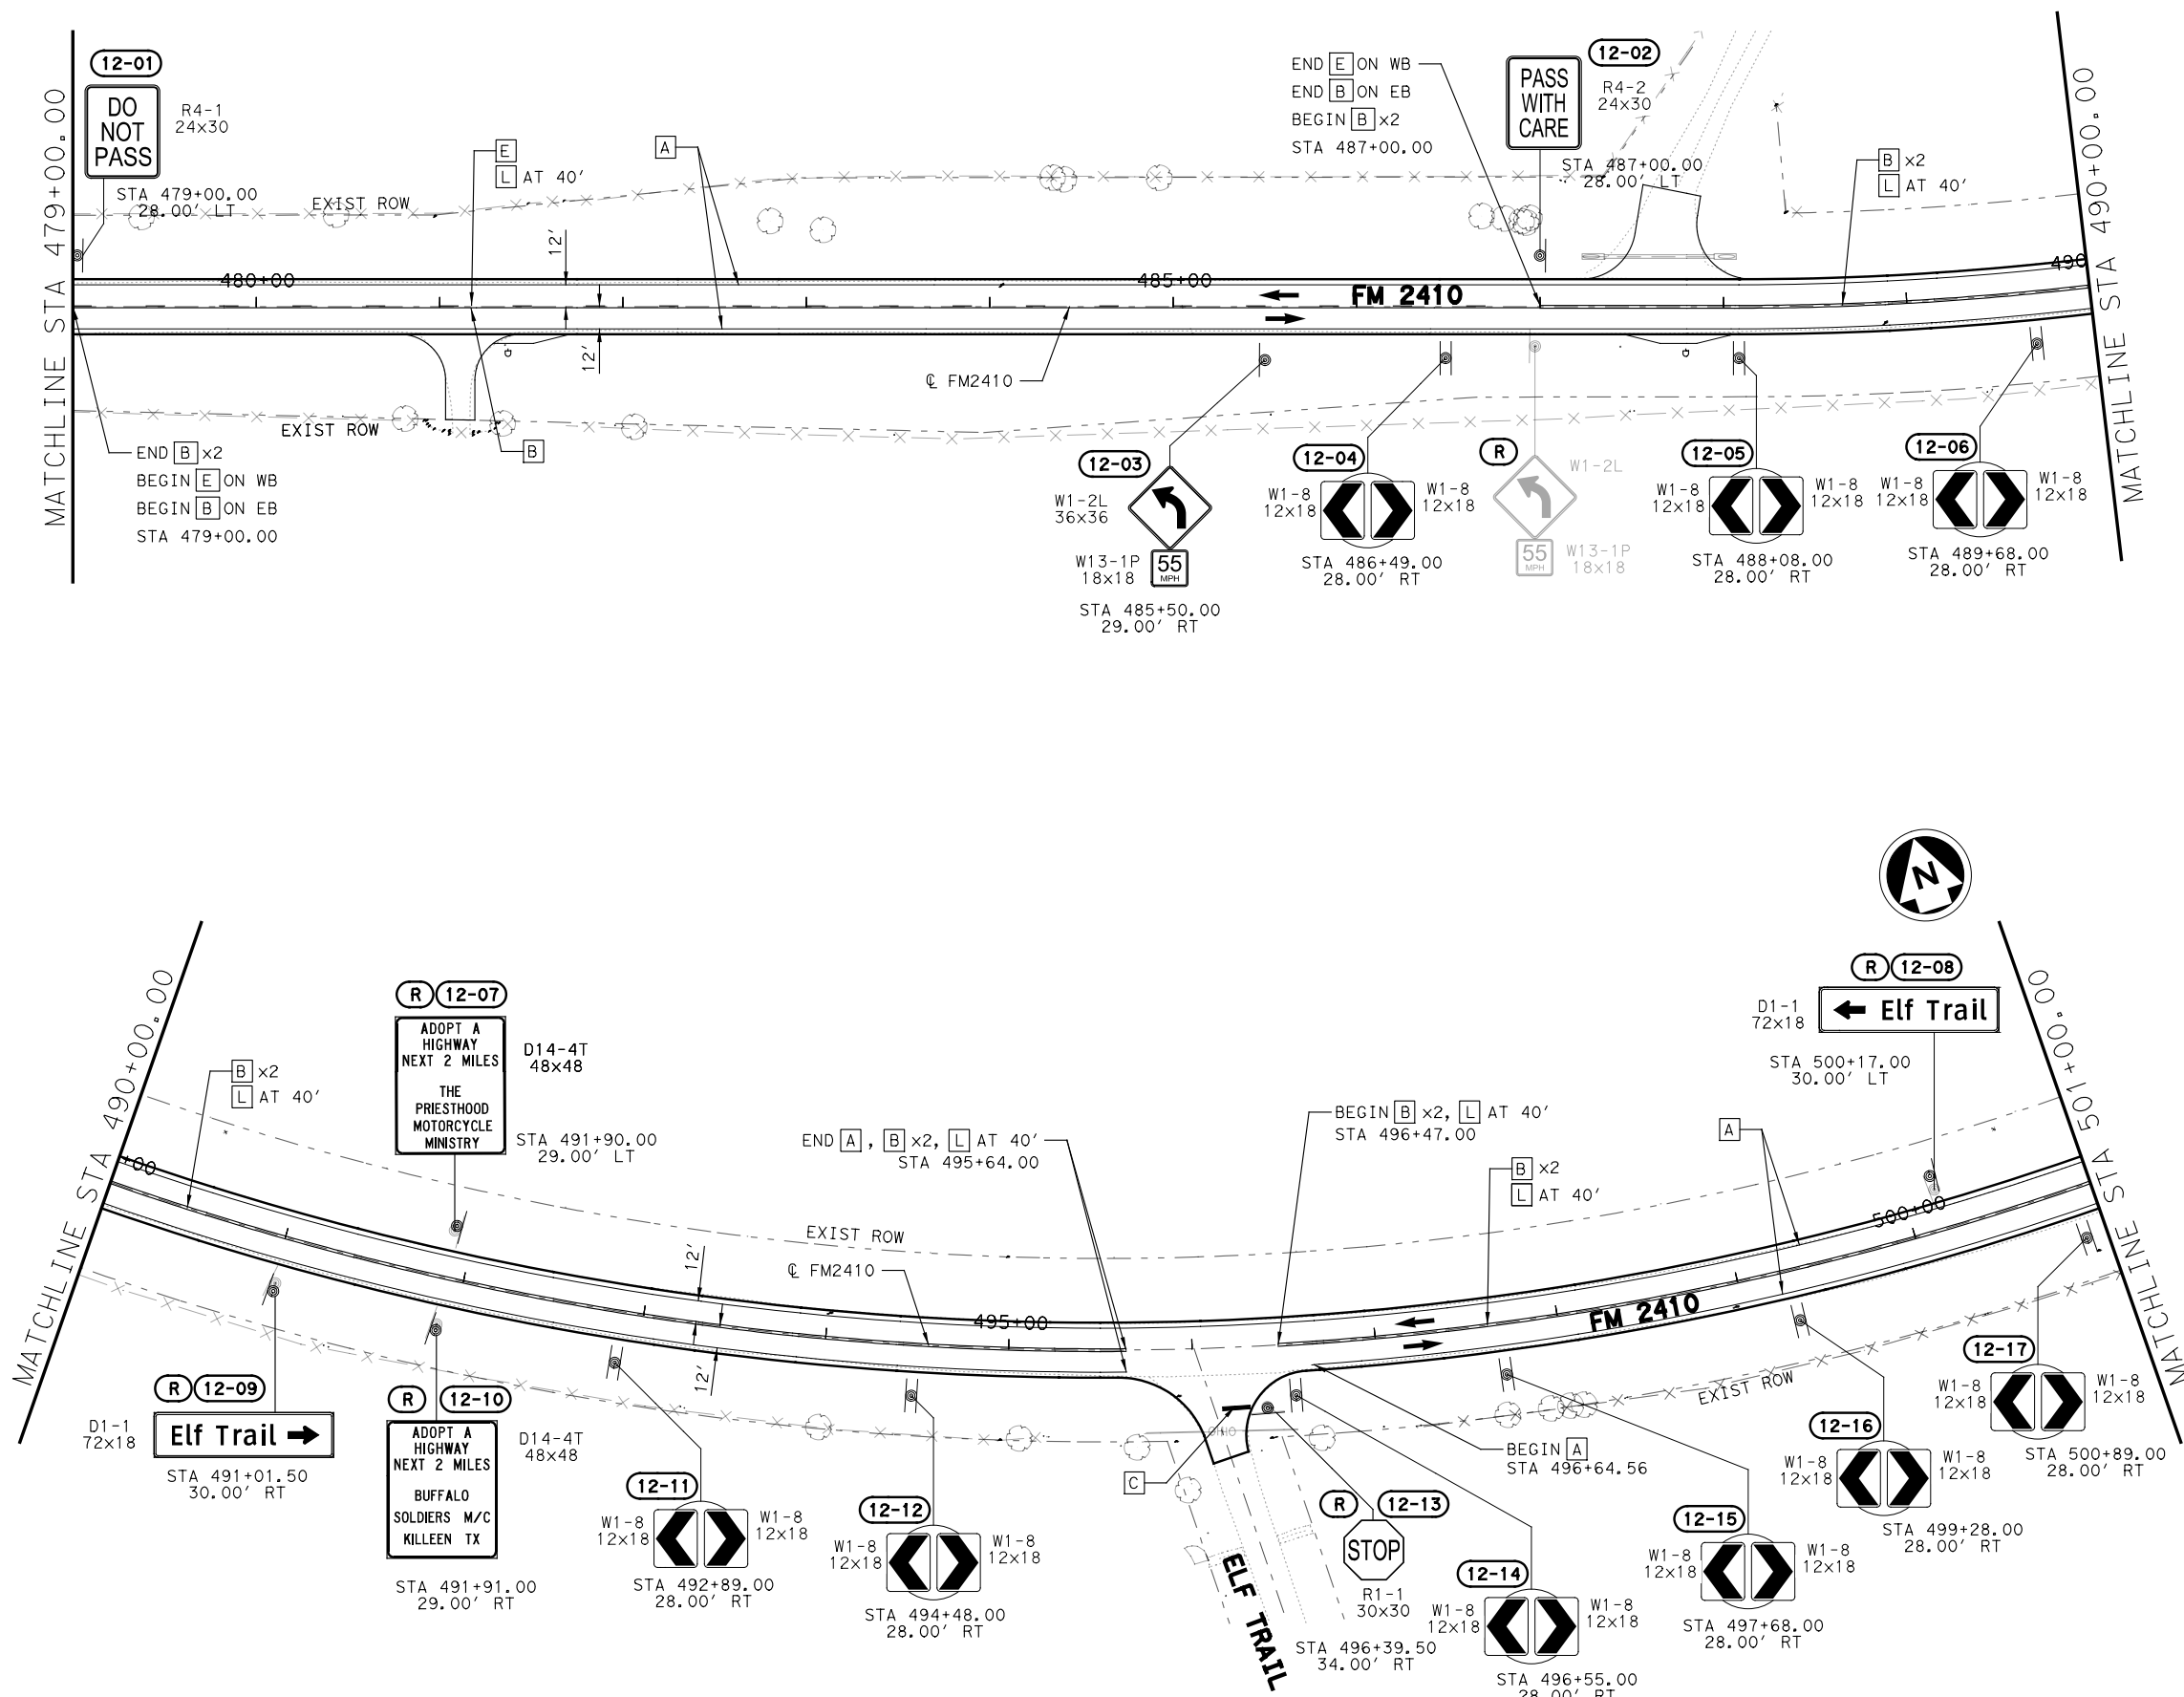 12-01
DO
NOT
PASS
R4-1
24x30
STA 479+00.00
28.00' LT
MATCHLINE STA 479+00.00
EXIST ROW
E
L AT 40'
A
12'
12'
480+00
485+00
END E ON WB
END B ON EB
BEGIN B x2
STA 487+00.00
PASS
WITH
CARE
12-02
R4-2
24x30
STA 487+00.00
28.00' LT
B x2
L AT 40'
490
MATCHLINE STA 490+00.00
FM 2410
℄ FM2410
EXIST ROW
B
END B x2
BEGIN E ON WB
BEGIN B ON EB
STA 479+00.00
12-03
W1-2L
36x36
W13-1P
18x18
55
MPH
STA 485+50.00
29.00' RT
12-04
W1-8
12x18
W1-8
12x18
STA 486+49.00
28.00' RT
R
W1-2L
55
MPH
W13-1P
18x18
12-05
W1-8
12x18
W1-8
12x18
STA 488+08.00
28.00' RT
12-06
W1-8
12x18
W1-8
12x18
STA 489+68.00
28.00' RT
N
MATCHLINE STA 490+00.00
+00
B x2
L AT 40'
R 12-07
ADOPT A
HIGHWAY
NEXT 2 MILES
THE
PRIESTHOOD
MOTORCYCLE
MINISTRY
D14-4T
48x48
STA 491+90.00
29.00' LT
END A , B x2, L AT 40'
STA 495+64.00
EXIST ROW
℄ FM2410
12'
12'
495+00
BEGIN B x2, L AT 40'
STA 496+47.00
B x2
L AT 40'
A
R 12-08
D1-1
72x18
← Elf Trail
STA 500+17.00
30.00' LT
500+00
FM 2410
MATCHLINE STA 501+00.00
EXIST ROW
R 12-09
D1-1
72x18
Elf Trail →
STA 491+01.50
30.00' RT
R 12-10
ADOPT A
HIGHWAY
NEXT 2 MILES
BUFFALO
SOLDIERS M/C
KILLEEN TX
D14-4T
48x48
STA 491+91.00
29.00' RT
12-11
W1-8
12x18
W1-8
12x18
STA 492+89.00
28.00' RT
12-12
W1-8
12x18
W1-8
12x18
STA 494+48.00
28.00' RT
C
ELF TRAIL
BEGIN A
STA 496+64.56
R 12-13
STOP
R1-1
30x30
STA 496+39.50
34.00' RT
12-14
W1-8
12x18
W1-8
12x18
STA 496+55.00
28.00' RT
12-15
W1-8
12x18
W1-8
12x18
STA 497+68.00
28.00' RT
12-16
W1-8
12x18
W1-8
12x18
STA 499+28.00
28.00' RT
12-17
W1-8
12x18
W1-8
12x18
STA 500+89.00
28.00' RT